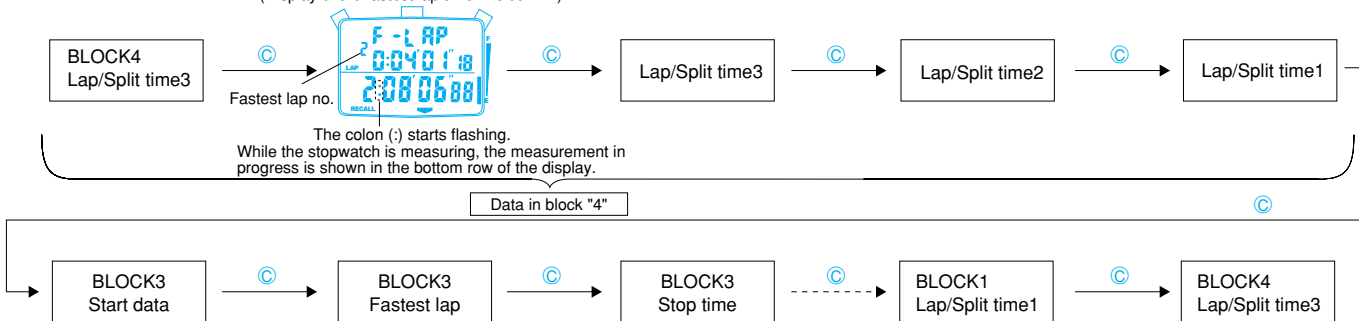 BLOCK4
Lap/Split time3
Ⓒ
F-LAP
2
LAP 0:04'01"18
2:08'06"88
RECALL
F
E
Fastest lap no.
The colon (:) starts flashing.
While the stopwatch is measuring, the measurement in
progress is shown in the bottom row of the display.
Ⓒ
Lap/Split time3
Ⓒ
Lap/Split time2
Ⓒ
Lap/Split time1
Data in block "4"
Ⓒ
BLOCK3
Start data
Ⓒ
BLOCK3
Fastest lap
Ⓒ
BLOCK3
Stop time
Ⓒ
BLOCK1
Lap/Split time1
Ⓒ
BLOCK4
Lap/Split time3